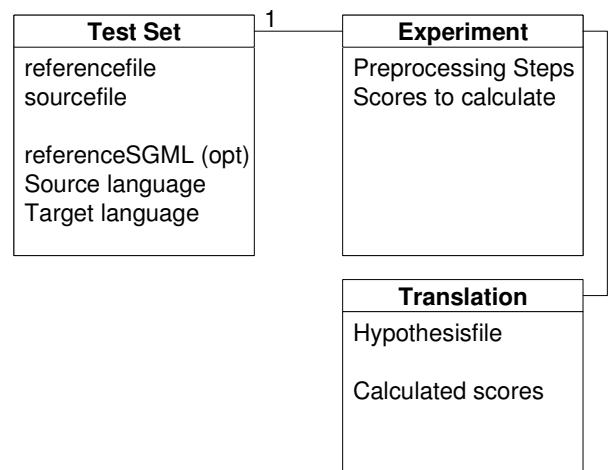 Test Set
1
referencefile
sourcefile
referenceSGML (opt)
Source language
Target language
Experiment
Preprocessing Steps
Scores to calculate
Translation
Hypothesisfile
Calculated scores